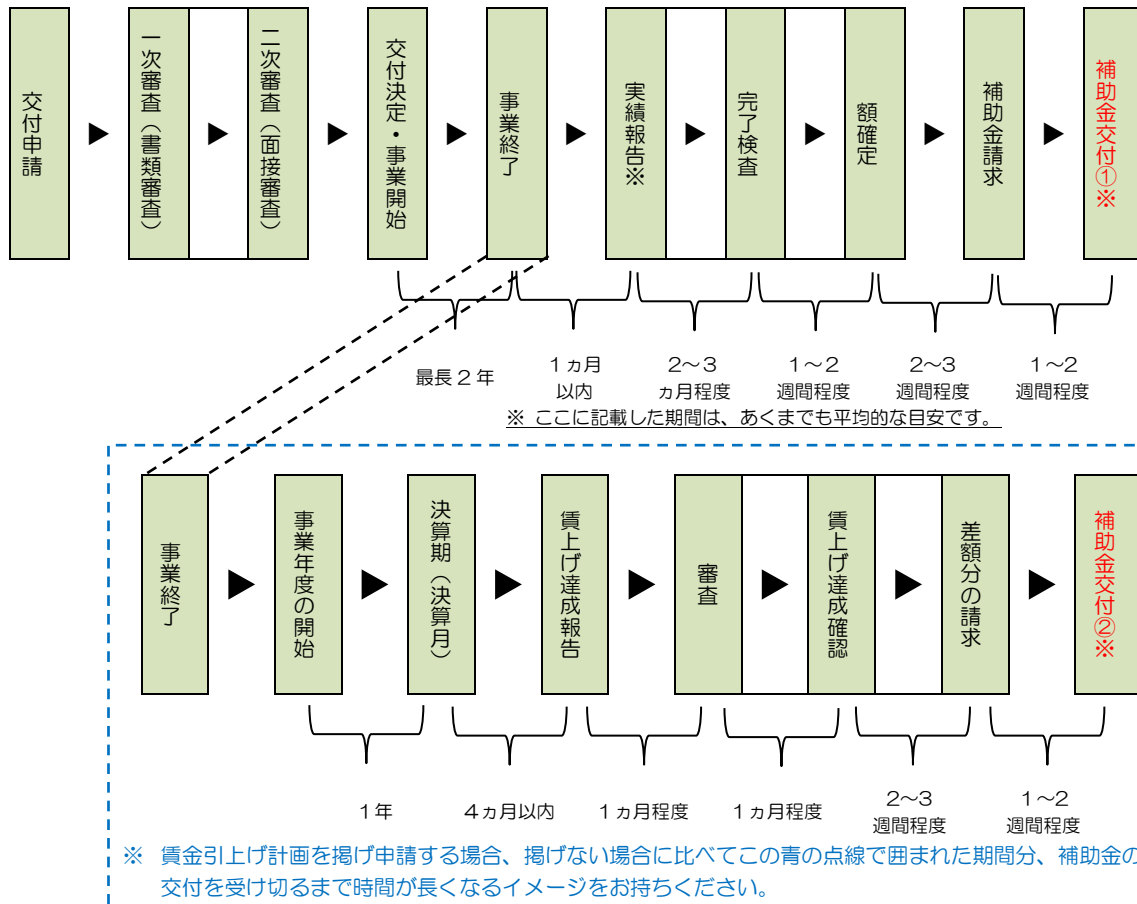 交付申請
一次審査（書類審査）
二次審査（面接審査）
交付決定・事業開始
事業終了
実績報告※
完了検査
額確定
補助金請求
補助金交付①※
最長２年
１ヵ月
以内
２～３
ヵ月程度
１～２
週間程度
２～３
週間程度
１～２
週間程度
※ ここに記載した期間は、あくまでも平均的な目安です。
事業終了
事業年度の開始
決算期（決算月）
賃上げ達成報告
審査
賃上げ達成確認
差額分の請求
補助金交付②※
１年
４ヵ月以内
１ヵ月程度
１ヵ月程度
２～３
週間程度
１～２
週間程度
※ 賃金引上げ計画を掲げ申請する場合、掲げない場合に比べてこの青の点線で囲まれた期間分、補助金の
交付を受け切るまで時間が長くなるイメージをお持ちください。